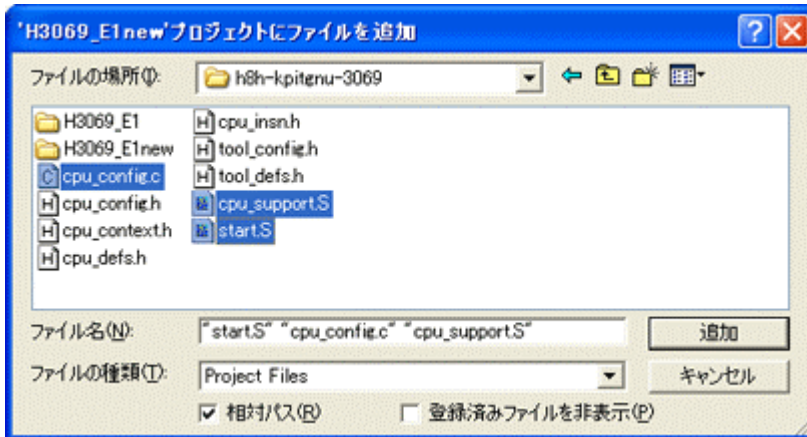 'H3069_E1new'プロジェクトにファイルを追加
ファイルの場所(I):
h8h-kpitgnu-3069
H3069_E1
H3069_E1new
cpu_config.c
cpu_config.h
cpu_context.h
cpu_defs.h
cpu_insn.h
tool_config.h
tool_defs.h
cpu_support.S
start.S
ファイル名(N):
"start.S" "cpu_config.c" "cpu_support.S"
追加
ファイルの種類(T):
Project Files
キャンセル
相対パス(R)
登録済みファイルを非表示(P)